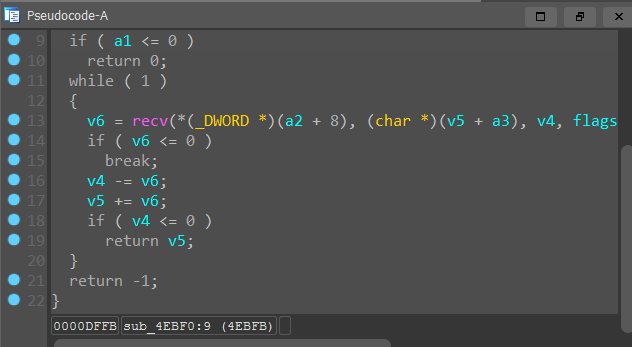 Pseudocode-A
9 if ( a1 <= 0 )
10 return 0;
11 while ( 1 )
12 {
13 v6 = recv(*(_DWORD *)(a2 + 8), (char *)(v5 + a3), v4, flags
14 if ( v6 <= 0 )
15 break;
16 v4 -= v6;
17 v5 += v6;
18 if ( v4 <= 0 )
19 return v5;
20 }
21 return -1;
22 }
0000DFFB sub_4EBF0:9 (4EBFB)